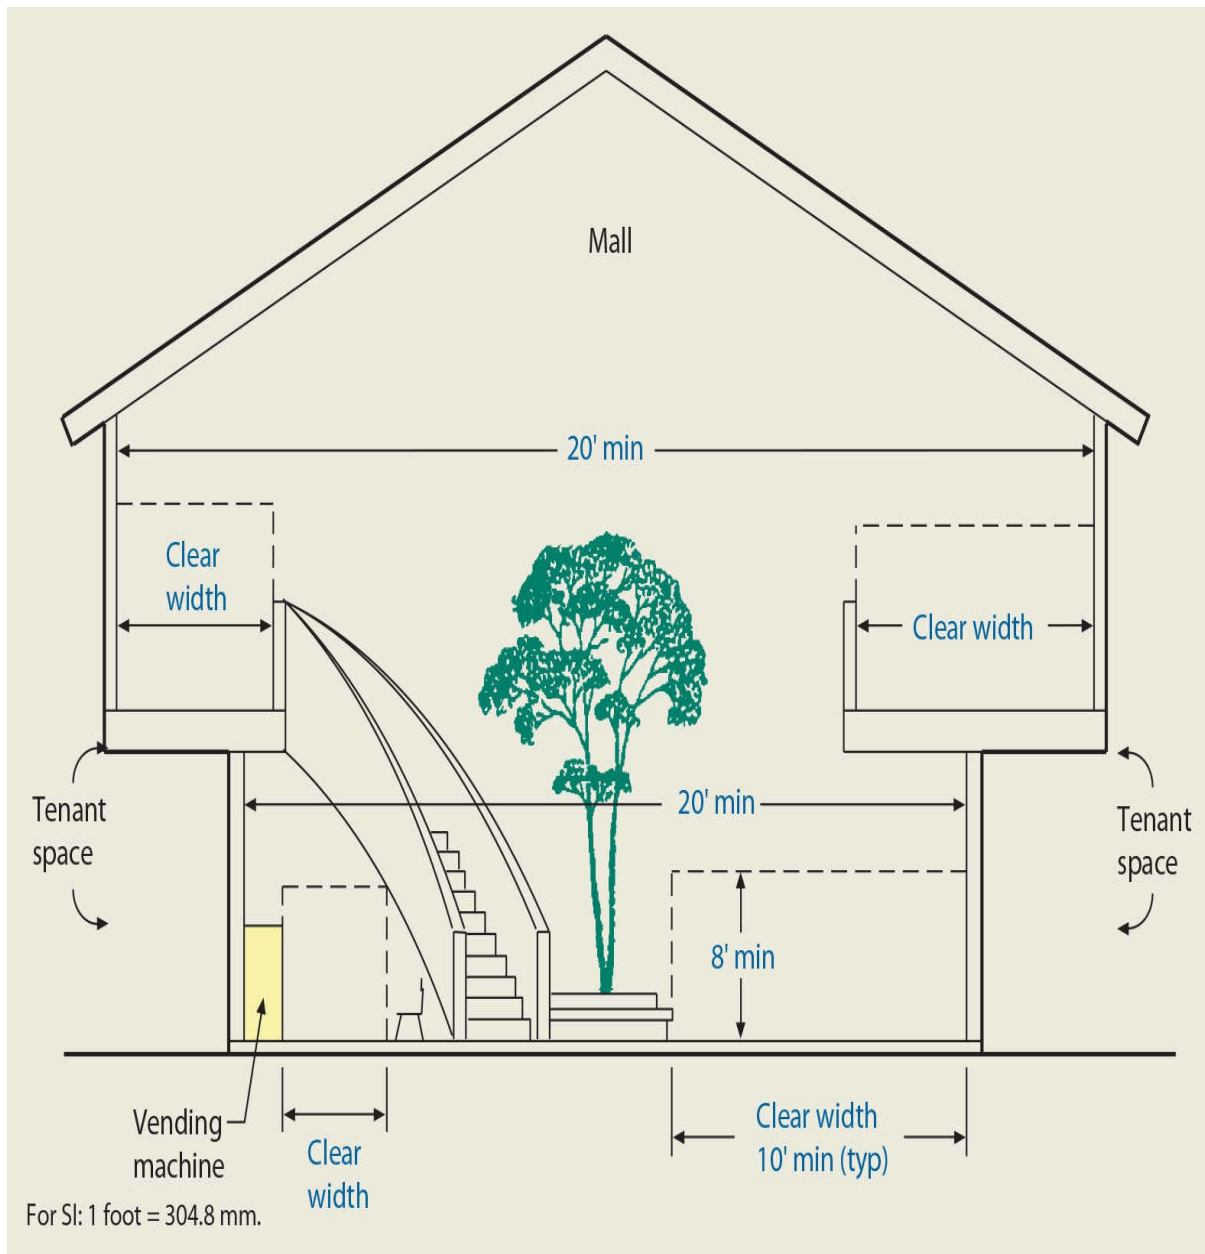 Mall
20' min
Clear
width
Clear width
Tenant
space
20' min
Tenant
space
8' min
Vending
machine
Clear
width
Clear width
10' min (typ)
For SI: 1 foot = 304.8 mm.